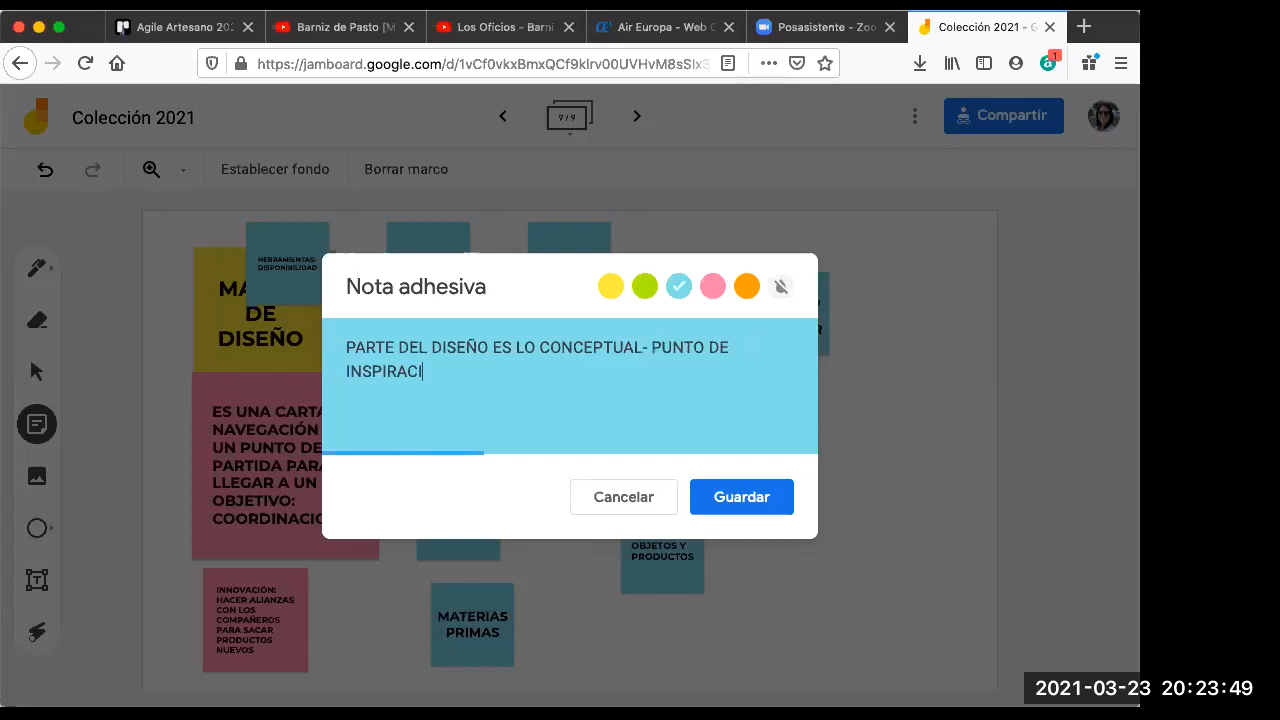 Agile Artesano 202
Barniz de Pasto [M
Los Oficios - Barni
Air Europa - Web C
Posasistente - Zoo
Colección 2021 - G
https://jamboard.google.com/d/1vCf0vkxBmxQCf9klrv00UVHvM8sSIx3
1
Colección 2021
9/9
Compartir
Establecer fondo
Borrar marco
HERRAMIENTAS:
DISPONIBILIDAD
MA
DE
DISEÑO
Nota adhesiva
PARTE DEL DISEÑO ES LO CONCEPTUAL- PUNTO DE
INSPIRACI
Cancelar
Guardar
ES UNA CARTA
NAVEGACIÓN
UN PUNTO DE
PARTIDA PARA
LLEGAR A UN
OBJETIVO:
COORDINACIO
OBJETOS Y
PRODUCTOS
INNOVACIÓN:
HACER ALIANZAS
CON LOS
COMPAÑEROS
PARA SACAR
PRODUCTOS
NUEVOS
MATERIAS
PRIMAS
2021-03-23 20:23:49